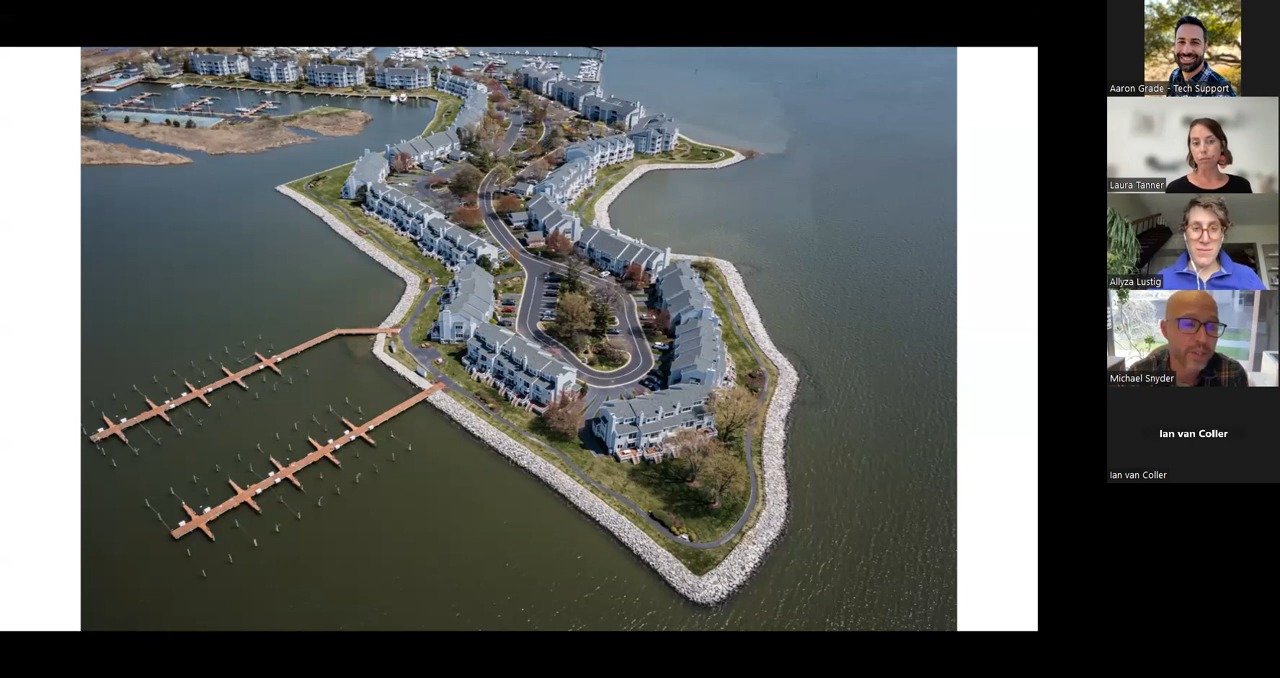 Aaron Grade - Tech Support
Laura Tanner
Allyza Lustig
Michael Snyder
Ian van Coller
Ian van Coller